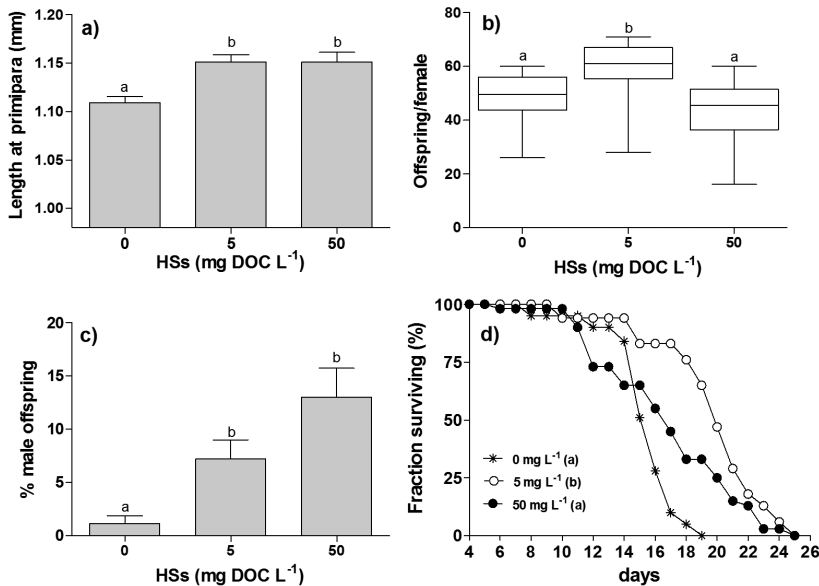 a)
Length at primipara (mm)
1.20
1.15
1.10
1.05
1.00
a
b
b
0
5
50
HSs (mg DOC L⁻¹)
b)
Offspring/female
80
60
40
20
0
a
b
a
0
5
50
HSs (mg DOC L⁻¹)
c)
% male offspring
20
15
10
5
0
a
b
b
0
5
50
HSs (mg DOC L⁻¹)
d)
Fraction surviving (%)
100
75
50
25
0
0 mg L⁻¹ (a)
5 mg L⁻¹ (b)
50 mg L⁻¹ (a)
4 6 8 10 12 14 16 18 20 22 24 26
days